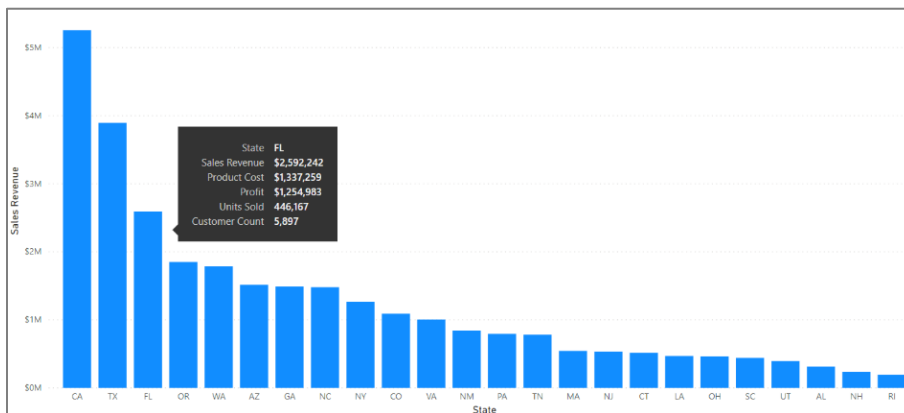 $5M
$4M
$3M
$2M
$1M
$0M
Sales Revenue
State FL
Sales Revenue $2,592,242
Product Cost $1,337,259
Profit $1,254,983
Units Sold 446,167
Customer Count 5,897
CA TX FL OR WA AZ GA NC NY CO VA NM PA TN MA NJ CT LA OH SC UT AL NH RI
State